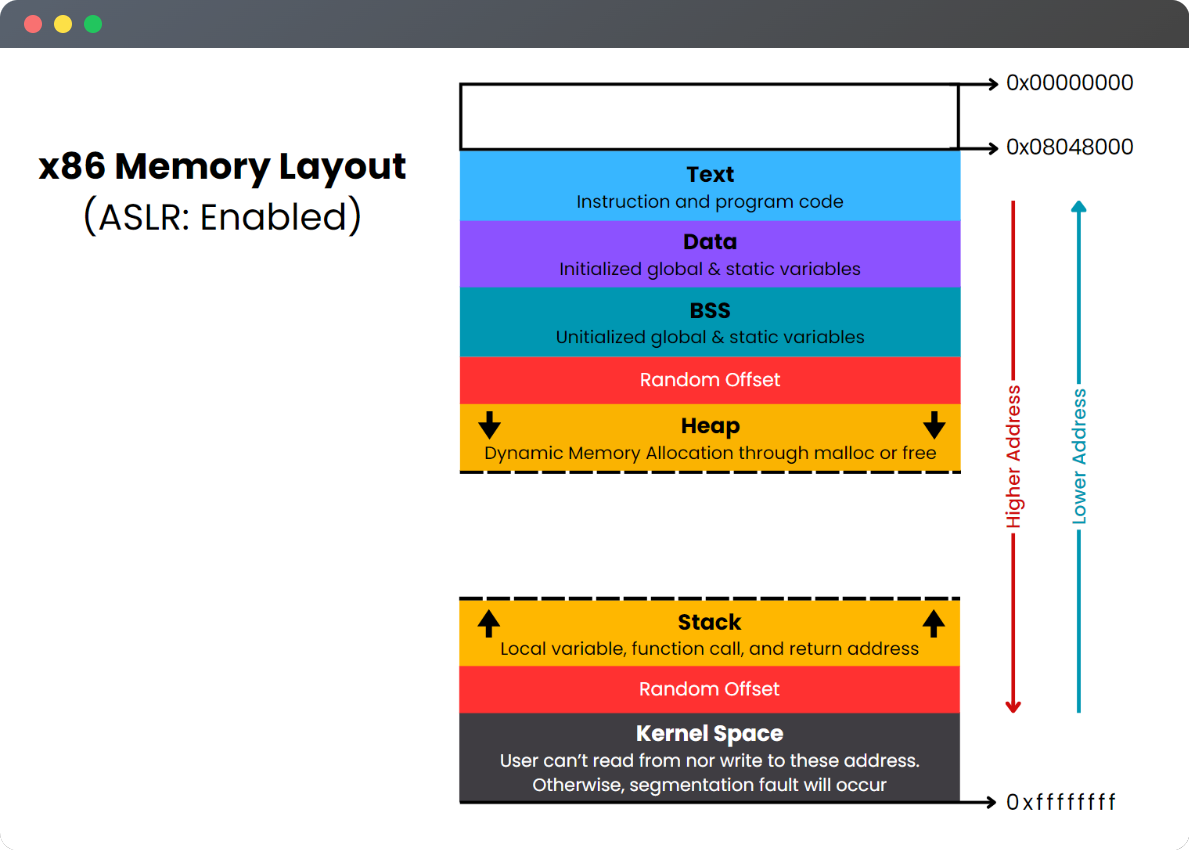 x86 Memory Layout
(ASLR: Enabled)
0x00000000
0x08048000
Text
Instruction and program code
Data
Initialized global & static variables
BSS
Unitialized global & static variables
Random Offset
Heap
Dynamic Memory Allocation through malloc or free
Stack
Local variable, function call, and return address
Random Offset
Kernel Space
User can’t read from nor write to these address.
Otherwise, segmentation fault will occur
0xffffffff
Higher Address
Lower Address